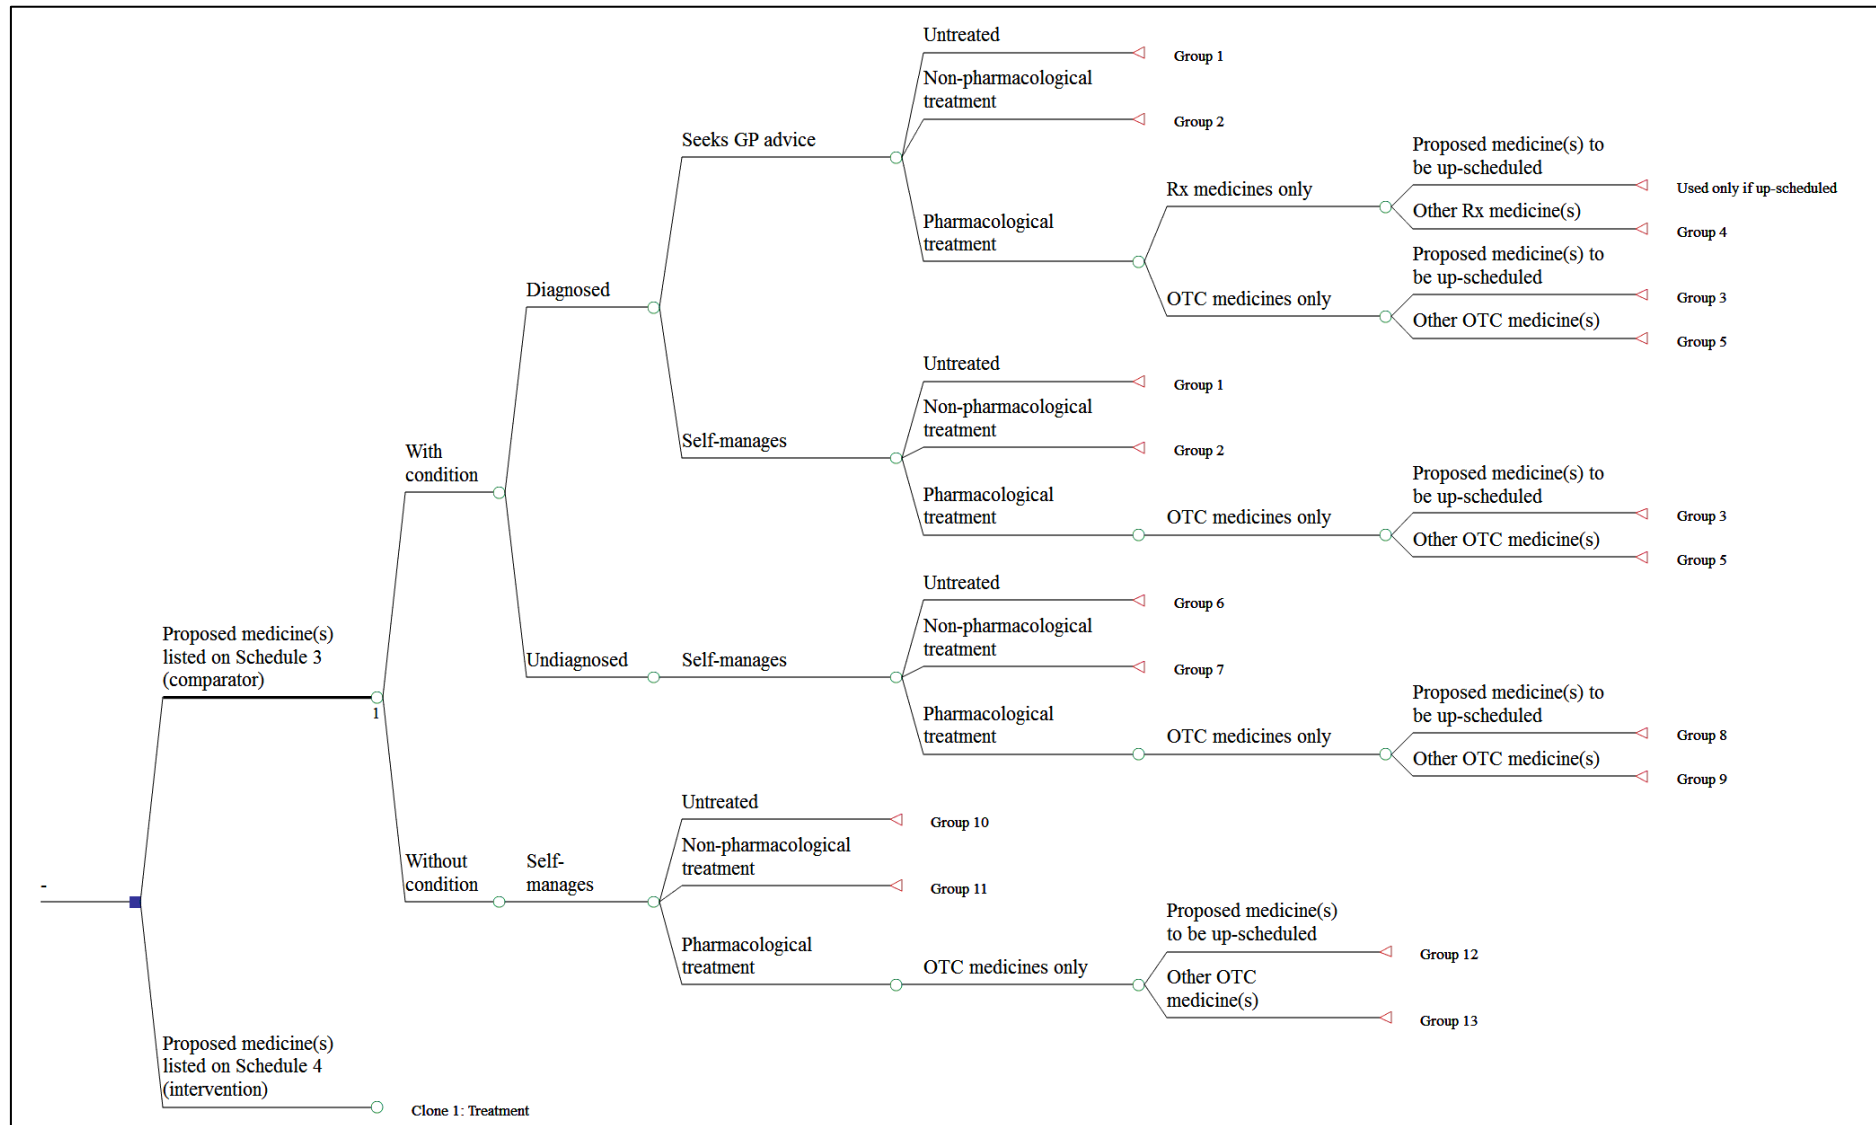 Untreated
Group 1
Non-pharmacological
treatment
Group 2
Seeks GP advice
Proposed medicine(s) to
be up-scheduled
Used only if up-scheduled
Rx medicines only
Other Rx medicine(s)
Group 4
Pharmacological
treatment
Proposed medicine(s) to
be up-scheduled
Group 3
OTC medicines only
Other OTC medicine(s)
Group 5
Diagnosed
Untreated
Group 1
Non-pharmacological
treatment
Group 2
Self-manages
With
condition
Proposed medicine(s) to
be up-scheduled
Group 3
Pharmacological
treatment
OTC medicines only
Other OTC medicine(s)
Group 5
Untreated
Group 6
Non-pharmacological
treatment
Group 7
Undiagnosed
Self-manages
Proposed medicine(s)
listed on Schedule 3
(comparator)
1
Proposed medicine(s) to
be up-scheduled
Group 8
Pharmacological
treatment
OTC medicines only
Other OTC medicine(s)
Group 9
Untreated
Group 10
Non-pharmacological
treatment
Group 11
Without
condition
Self-
manages
-
Proposed medicine(s)
to be up-scheduled
Group 12
Pharmacological
treatment
OTC medicines only
Other OTC
medicine(s)
Group 13
Proposed medicine(s)
listed on Schedule 4
(intervention)
Clone 1: Treatment